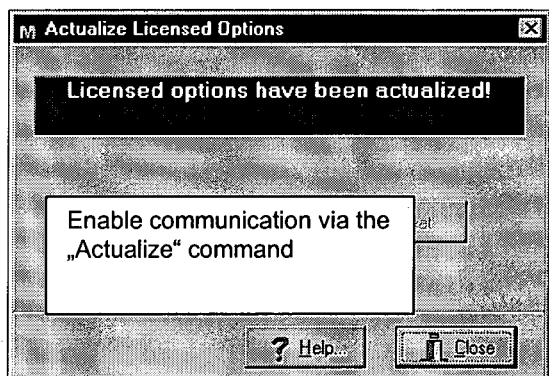 M Actualize Licensed Options
Licensed options have been actualized!
Enable communication via the
„Actualize“ command
? Help...
Close